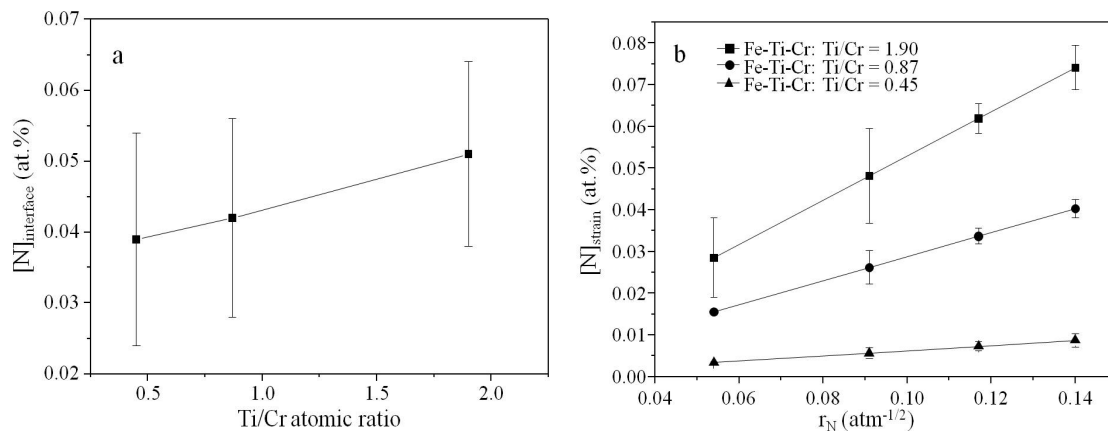 a
0.07
0.06
0.05
0.04
0.03
0.02
[N]interface (at.%)
0.5 1.0 1.5 2.0
Ti/Cr atomic ratio
b
Fe-Ti-Cr: Ti/Cr = 1.90
Fe-Ti-Cr: Ti/Cr = 0.87
Fe-Ti-Cr: Ti/Cr = 0.45
0.08
0.07
0.06
0.05
0.04
0.03
0.02
0.01
0.00
[N]strain (at.%)
0.04 0.06 0.08 0.10 0.12 0.14
rN (atm-1/2)